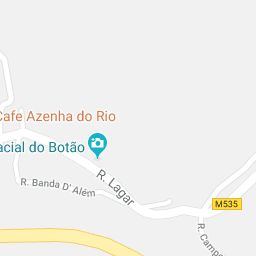 Cafe Azenha do Rio
acial do Botão
R. Lagar
R. Banda D' Além
M535
R. Camp